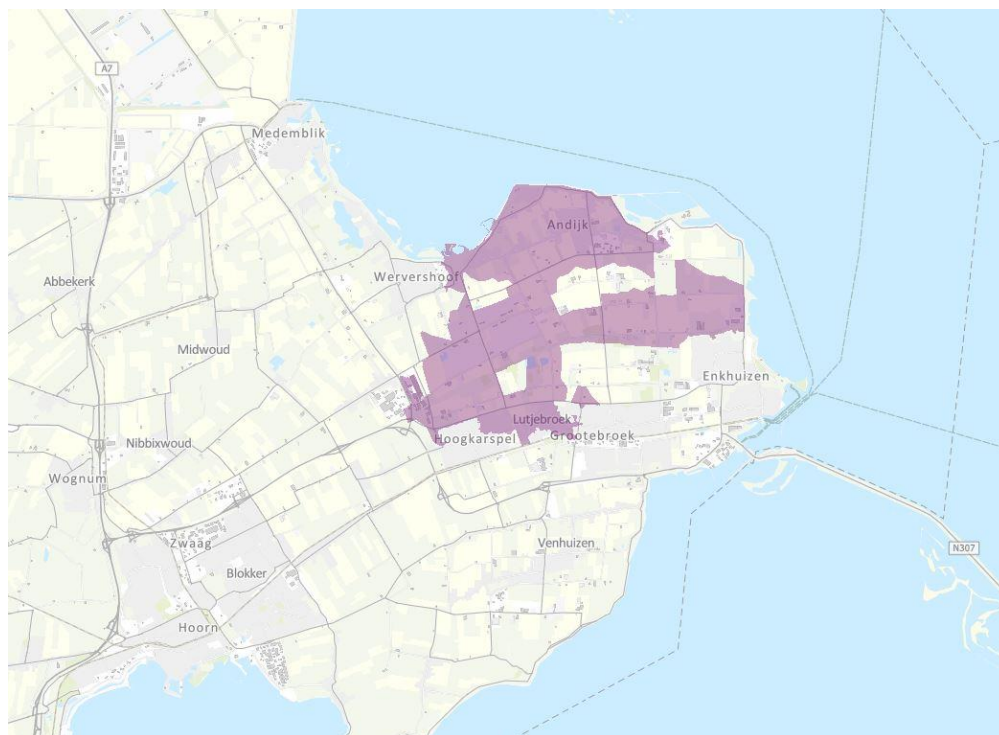 A7
Medemblik
Andijk
Wervershoof
Abbekerk
Midwoud
Enkhuizen
Lutjebroek
Hoogkarspel
Grootebroek
Nibbixwoud
Wognum
Zwaag
Venhuizen
N307
Blokker
Hoorn